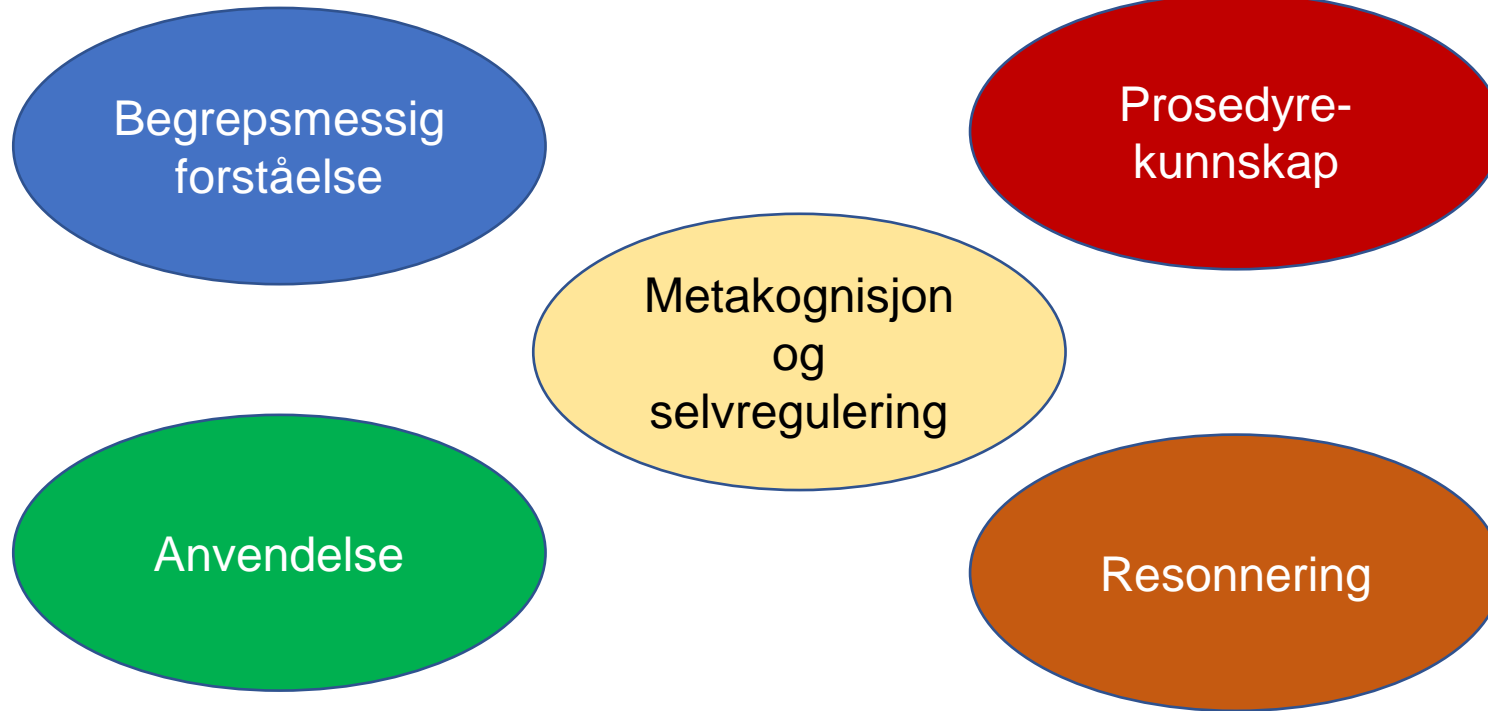 Begrepsmessig
forståelse
Prosedyre-
kunnskap
Metakognisjon
og
selvregulering
Anvendelse
Resonnering